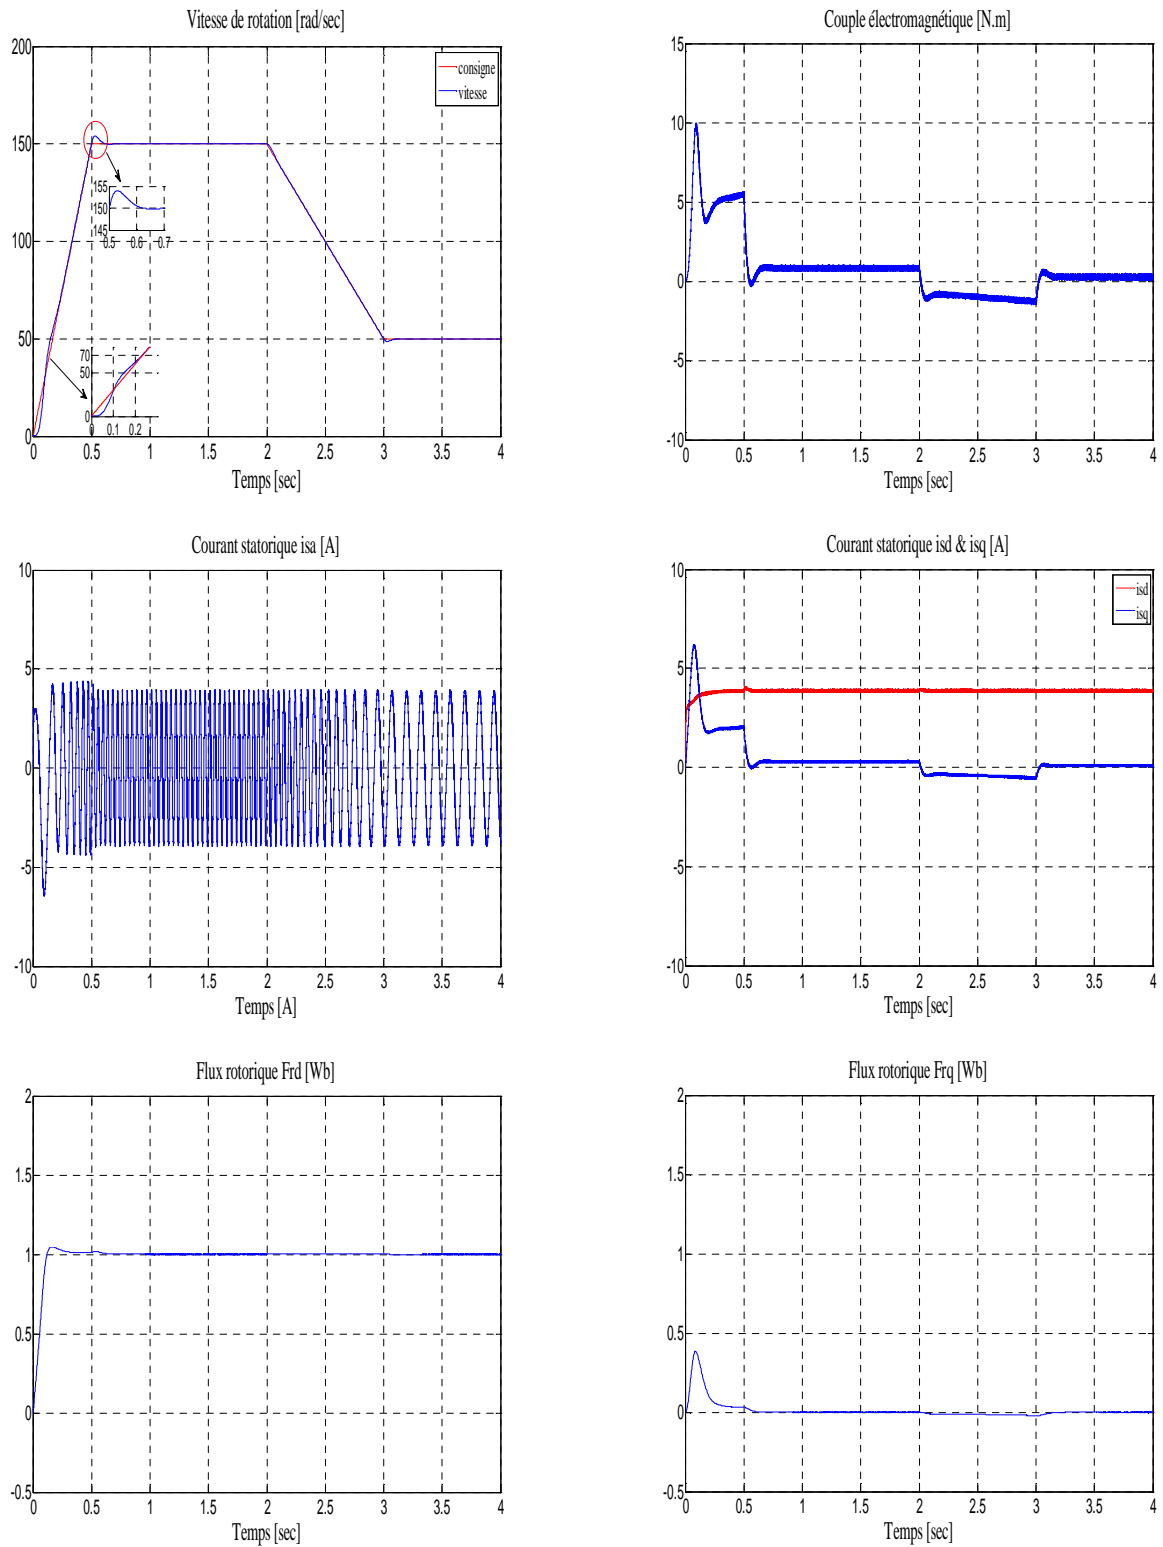 Vitesse de rotation [rad/sec]
200
150
100
50
0
consigne
vitesse
155
150
145
0.5 0.6 0.7
70
50
0
0 0.1 0.2
0 0.5 1 1.5 2 2.5 3 3.5 4
Temps [sec]
Couple électromagnétique [N.m]
15
10
5
0
-5
-10
0 0.5 1 1.5 2 2.5 3 3.5 4
Temps [sec]
Courant statorique isa [A]
10
5
0
-5
-10
0 0.5 1 1.5 2 2.5 3 3.5 4
Temps [A]
Courant statorique isd & isq [A]
10
5
0
-5
-10
isd
isq
0 0.5 1 1.5 2 2.5 3 3.5 4
Temps [sec]
Flux rotorique Frd [Wb]
2
1.5
1
0.5
0
-0.5
0 0.5 1 1.5 2 2.5 3 3.5 4
Temps [sec]
Flux rotorique Frq [Wb]
2
1.5
1
0.5
0
-0.5
0 0.5 1 1.5 2 2.5 3 3.5 4
Temps [sec]